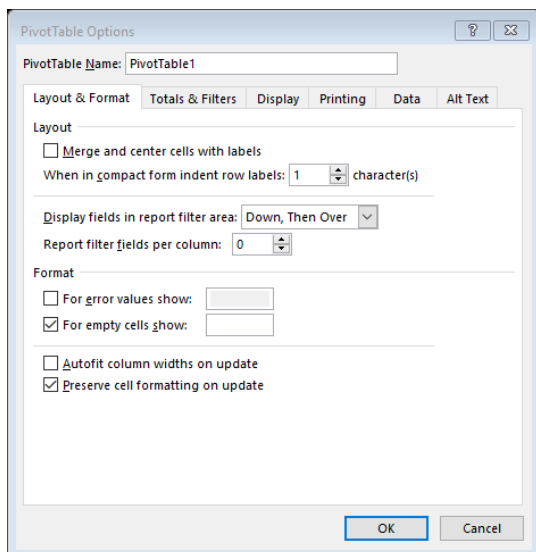 PivotTable Options
PivotTable Name: PivotTable1
Layout & Format Totals & Filters Display Printing Data Alt Text
Layout
Merge and center cells with labels
When in compact form indent row labels: 1 character(s)
Display fields in report filter area: Down, Then Over
Report filter fields per column: 0
Format
For error values show:
For empty cells show:
Autofit column widths on update
Preserve cell formatting on update
OK Cancel